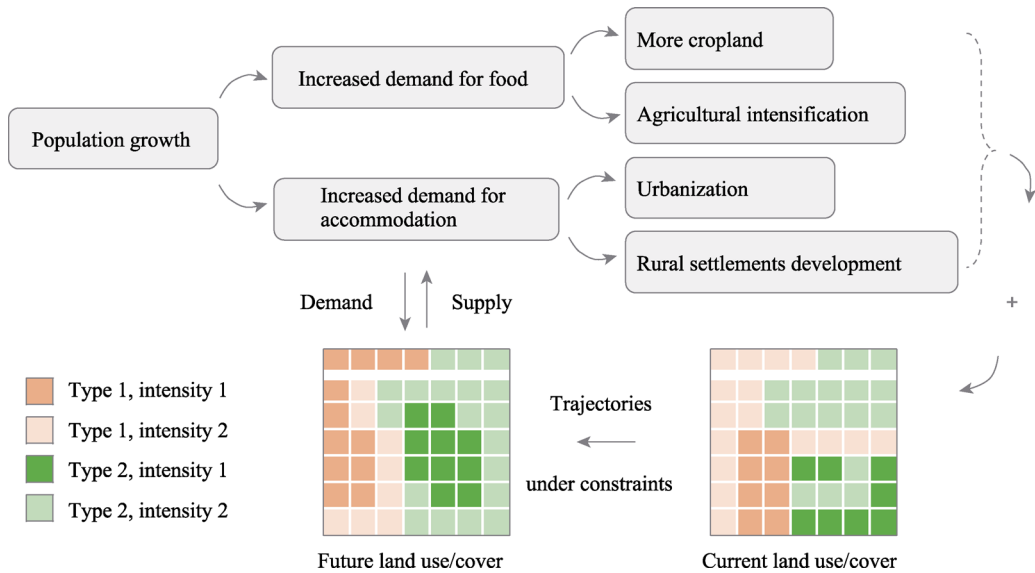 More cropland
Increased demand for food
Agricultural intensification
Population growth
Urbanization
Increased demand for
accommodation
Rural settlements development
Demand
Supply
+
Type 1, intensity 1
Type 1, intensity 2
Type 2, intensity 1
Type 2, intensity 2
Trajectories
under constraints
Future land use/cover
Current land use/cover